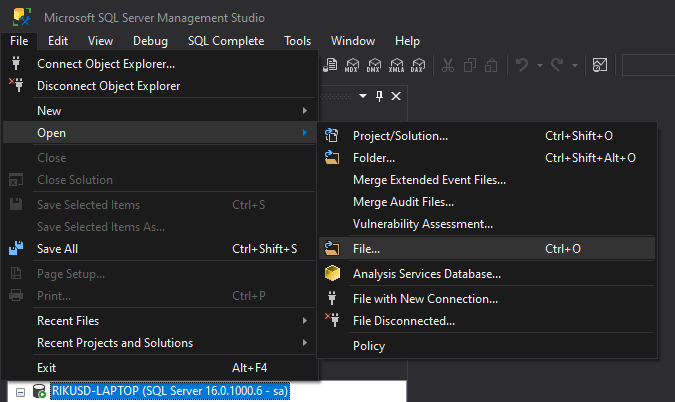 Microsoft SQL Server Management Studio
File Edit View Debug SQL Complete Tools Window Help
MDX DMX XMLA DAX
Connect Object Explorer...
Disconnect Object Explorer
New
Open
Close
Close Solution
Save Selected Items Ctrl+S
Save Selected Items As...
Save All Ctrl+Shift+S
Page Setup...
Print... Ctrl+P
Recent Files
Recent Projects and Solutions
Exit Alt+F4
Project/Solution... Ctrl+Shift+O
Folder... Ctrl+Shift+Alt+O
Merge Extended Event Files...
Merge Audit Files...
Vulnerability Assessment...
File... Ctrl+O
Analysis Services Database...
File with New Connection...
File Disconnected...
Policy
RIKUSD-LAPTOP (SQL Server 16.0.1000.6 - sa)